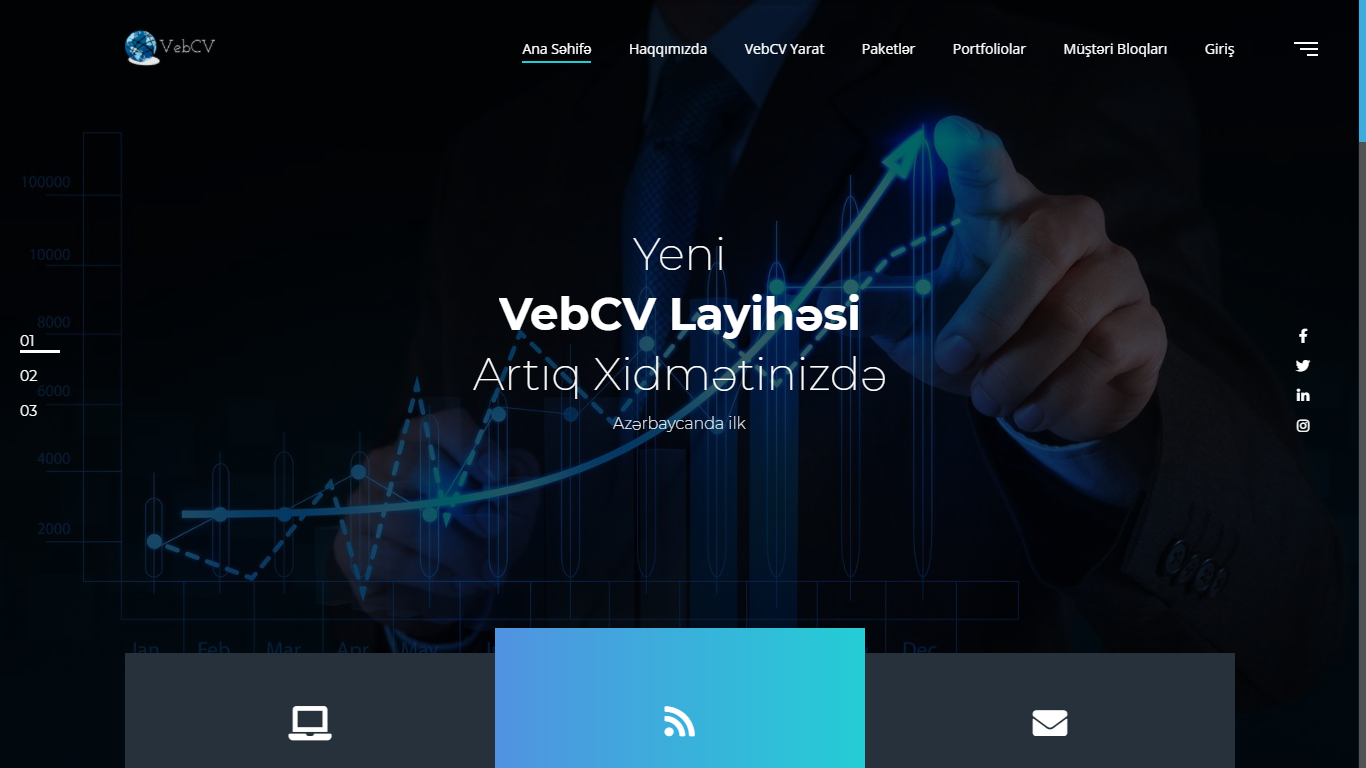 VebCV
Ana Səhifə
Haqqımızda
VebCV Yarat
Paketlər
Portfoliolar
Müştəri Bloqları
Giriş
100000
10000
8000
6000
4000
2000
01
02
03
Yeni
VebCV Layihəsi
Artıq Xidmətinizdə
Azərbaycanda ilk
Jan
Feb
Mar
Apr
May
Dec